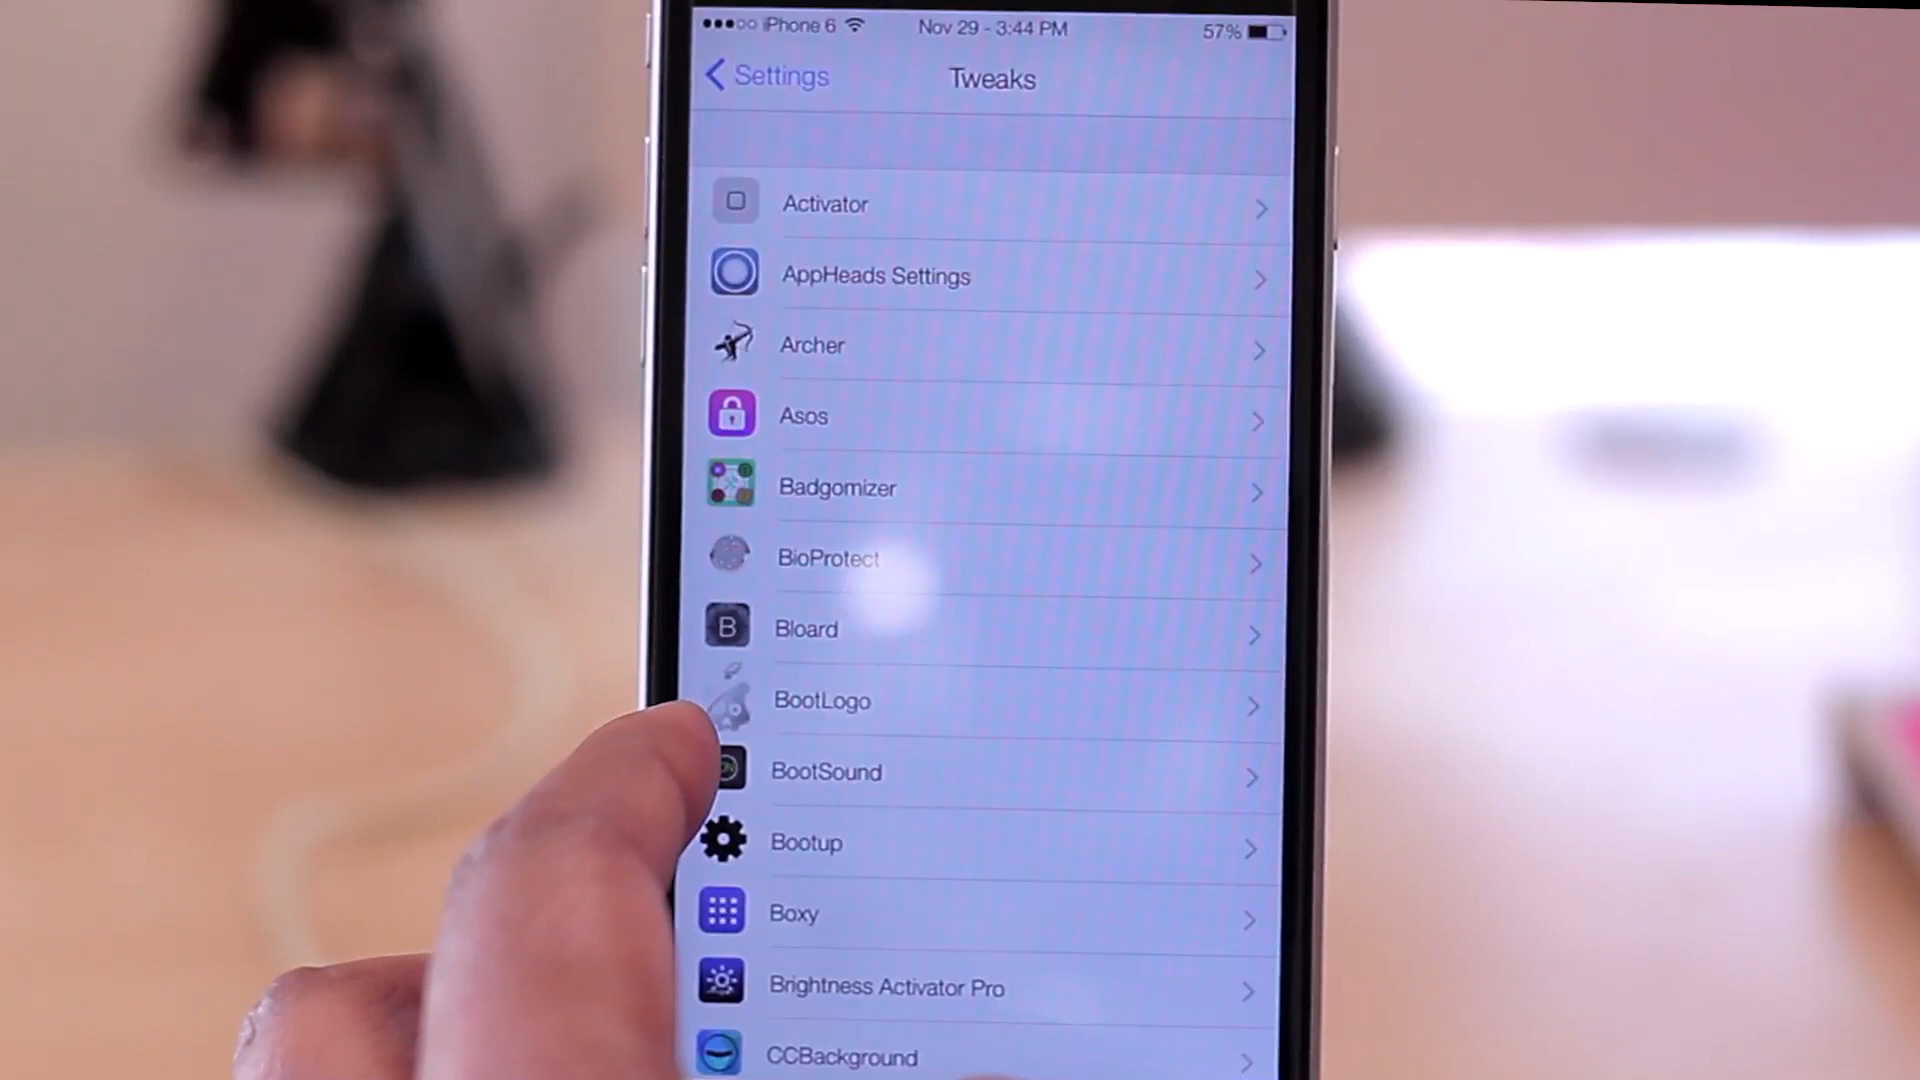 iPhone 6 Nov 29 - 3:44 PM 57%
Settings Tweaks
Activator
AppHeads Settings
Archer
Asos
Badgomizer
BioProtect
B Bloard
BootLogo
BootSound
Bootup
Boxy
Brightness Activator Pro
CCBackground